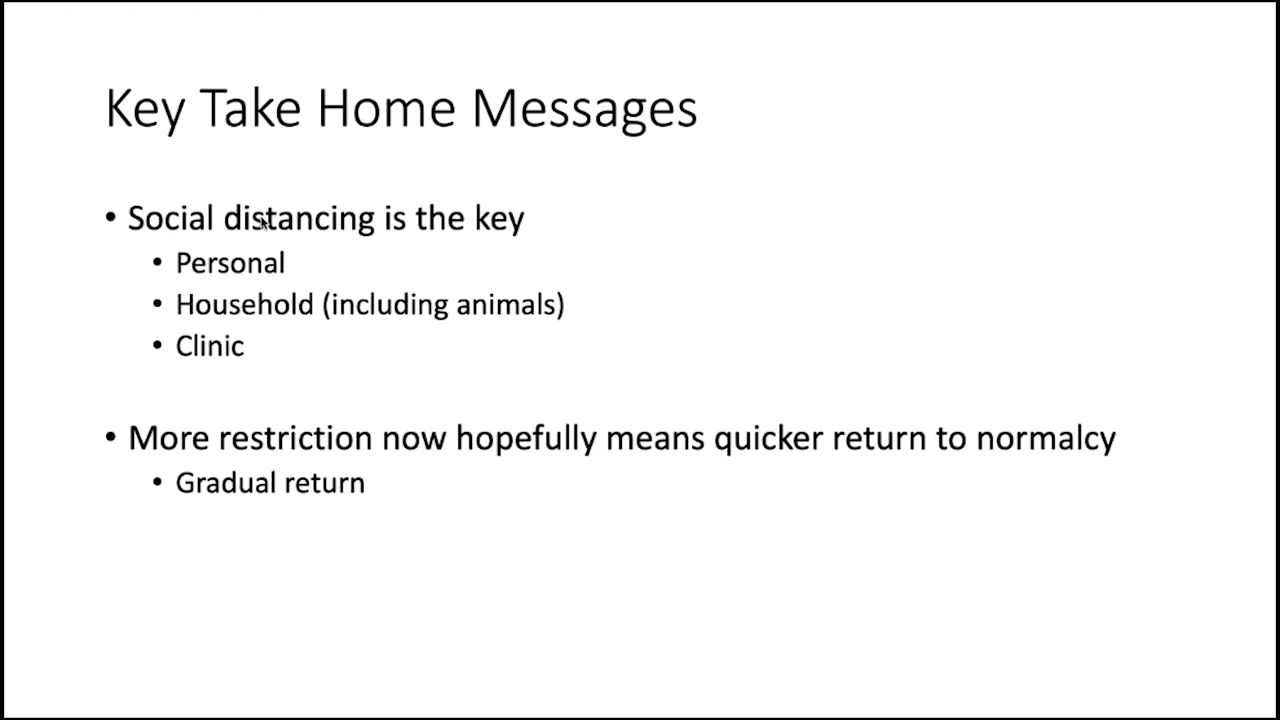 Key Take Home Messages
• Social distancing is the key
• Personal
• Household (including animals)
• Clinic
• More restriction now hopefully means quicker return to normalcy
• Gradual return